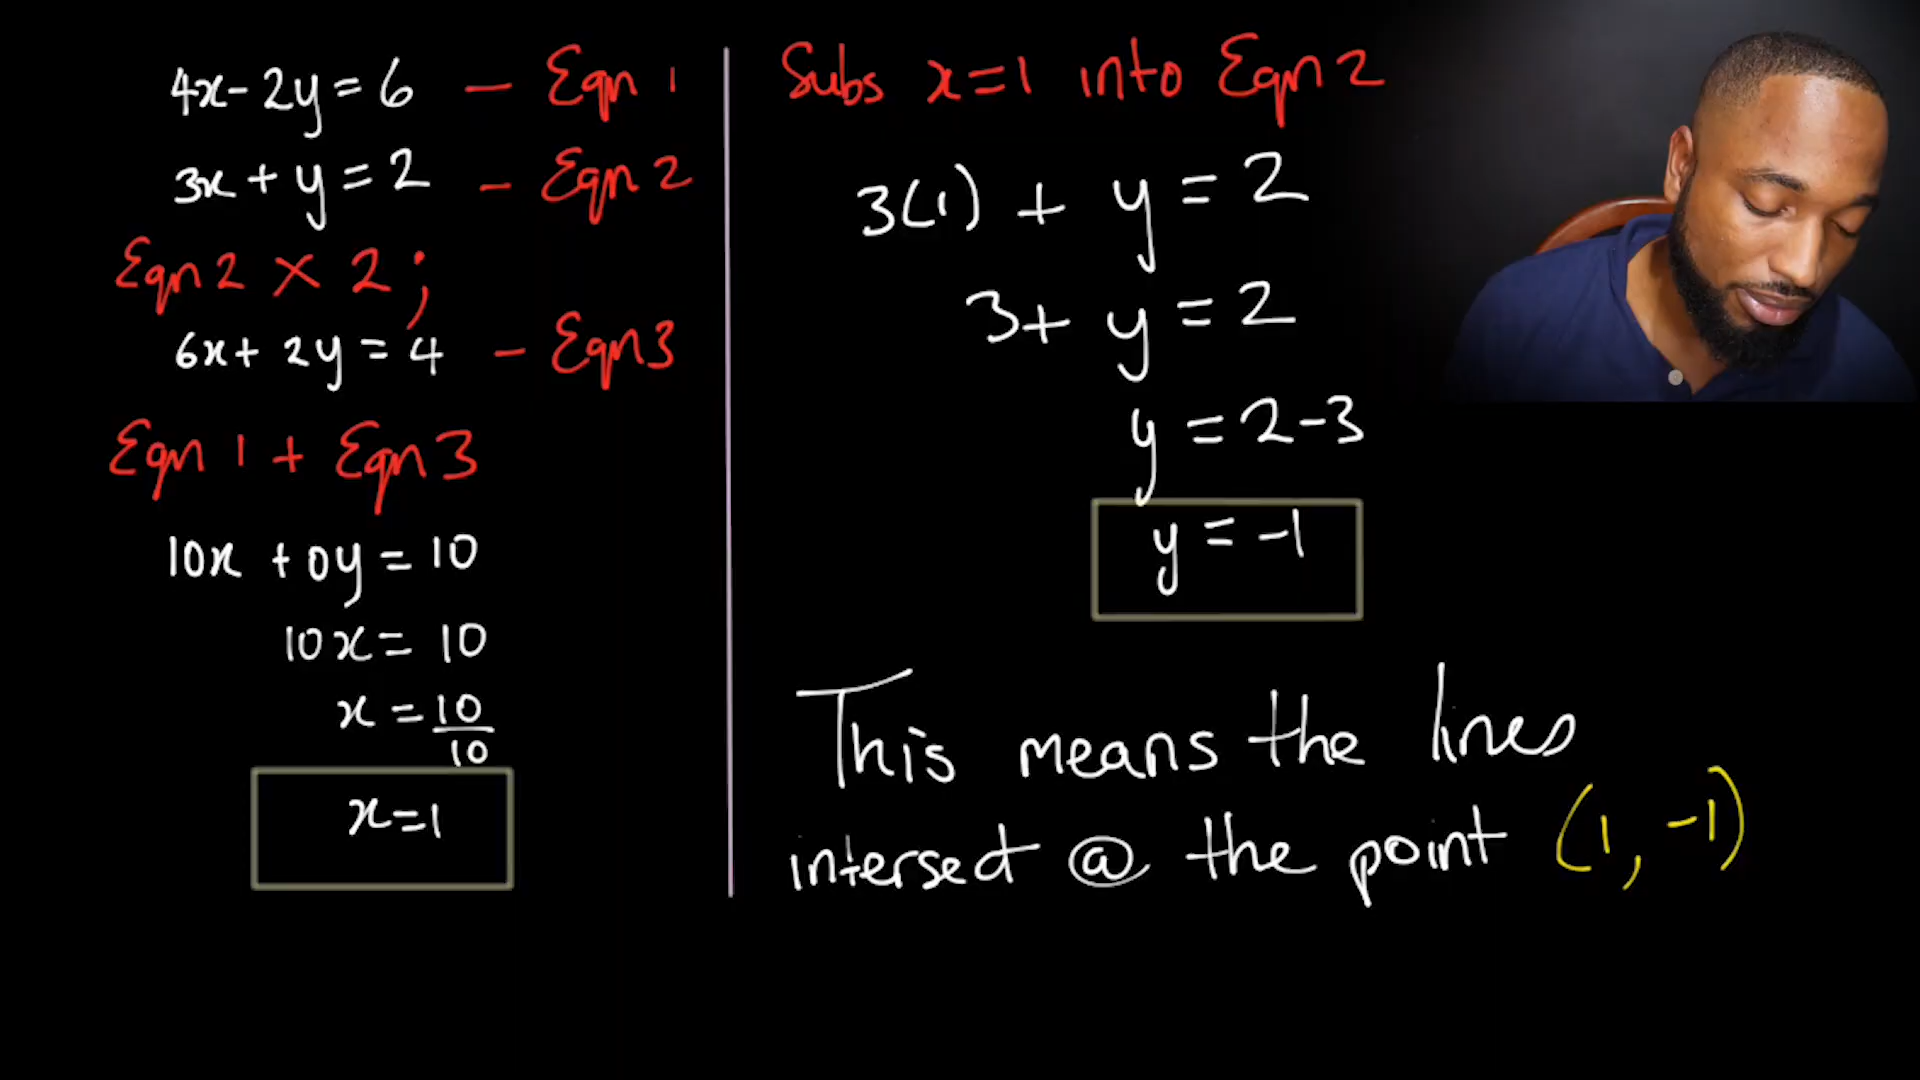 4x-2y=6 - Eqn 1
3x+y=2 - Eqn 2
Eqn 2 × 2;
6x+2y=4 - Eqn 3
Eqn 1 + Eqn 3
10x +0y=10
10x=10
x=10/10
x=1
Subs x=1 into Eqn 2
3(1) + y=2
3+ y=2
y=2-3
y=-1
This means the lines
intersect @ the point (1, -1)